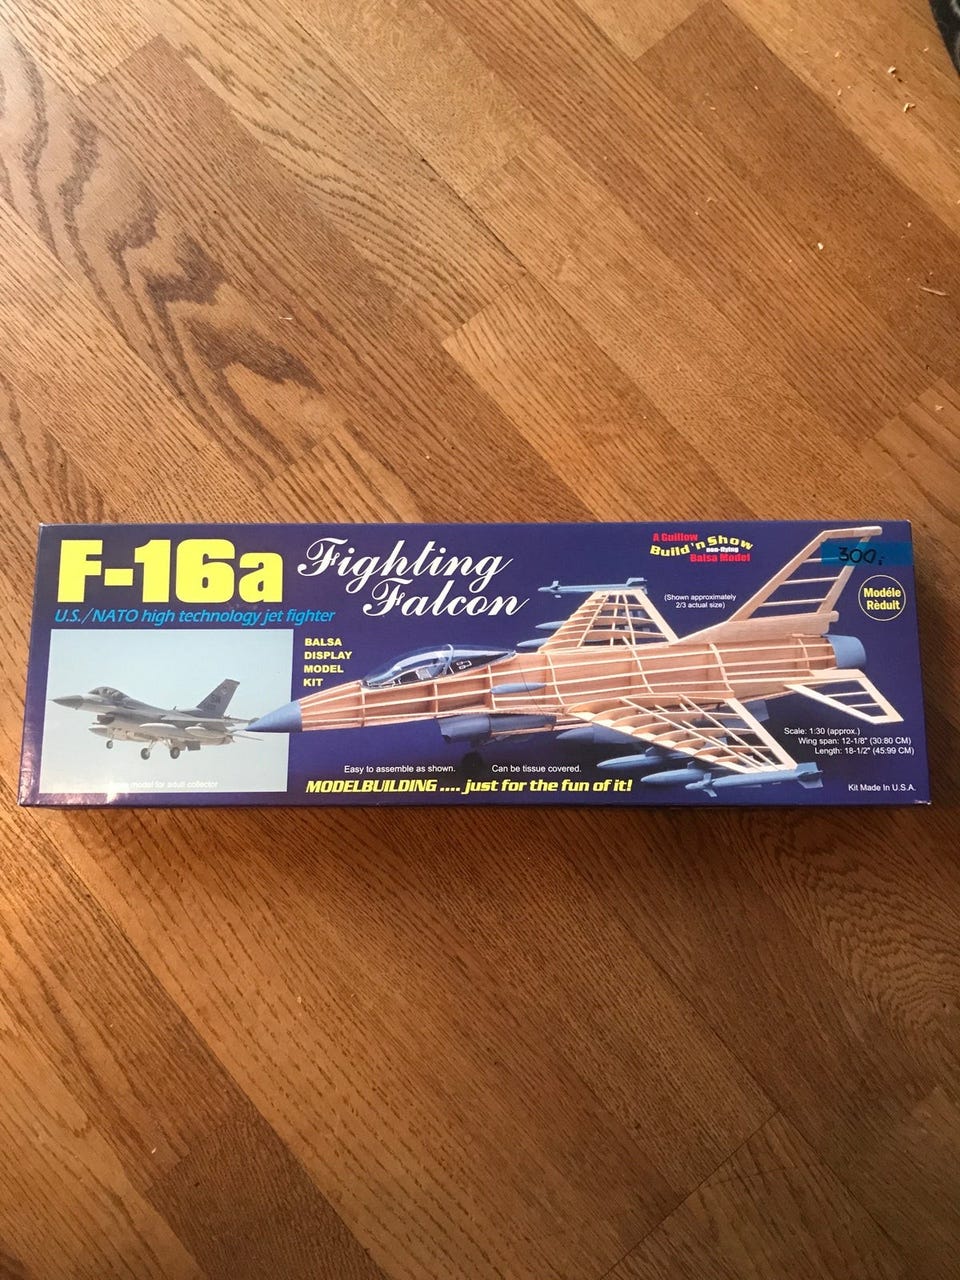 F-16a
Fighting
Falcon
U.S./NATO high technology jet fighter
BALSA
DISPLAY
MODEL
KIT
A Guillow
Build 'n Show
non-flying
Balsa Model
(Shown approximately
2/3 actual size)
300,-
Modéle
Rèduit
Scale: 1:30 (approx.)
Wing span: 12-1/8" (30:80 CM)
Length: 18-1/2" (45:99 CM)
Easy to assemble as shown.
Can be tissue covered.
MODELBUILDING .... just for the fun of it!
model for adult collector
Kit Made In U.S.A.